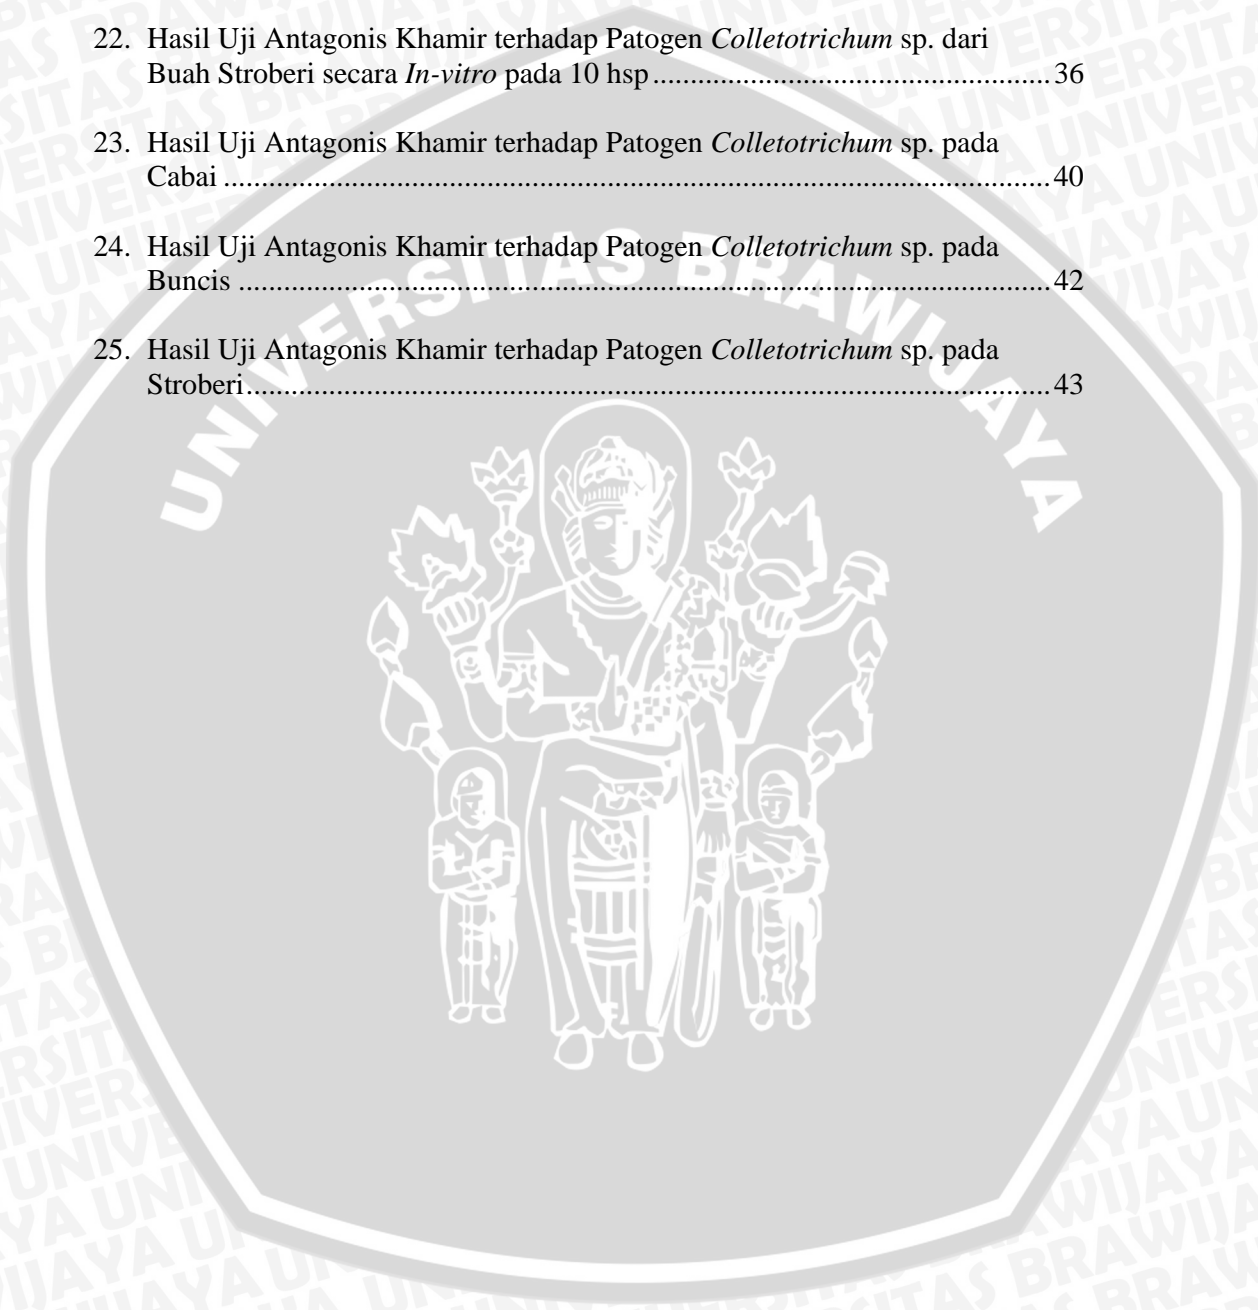 22. Hasil Uji Antagonis Khamir terhadap Patogen Colletotrichum sp. dari
Buah Stroberi secara In-vitro pada 10 hsp ................................................... 36
23. Hasil Uji Antagonis Khamir terhadap Patogen Colletotrichum sp. pada
Cabai ......................................................................................................... 40
24. Hasil Uji Antagonis Khamir terhadap Patogen Colletotrichum sp. pada
Buncis ....................................................................................................... 42
25. Hasil Uji Antagonis Khamir terhadap Patogen Colletotrichum sp. pada
Stroberi...................................................................................................... 43
UNIVERSITAS BRAWIJAYA